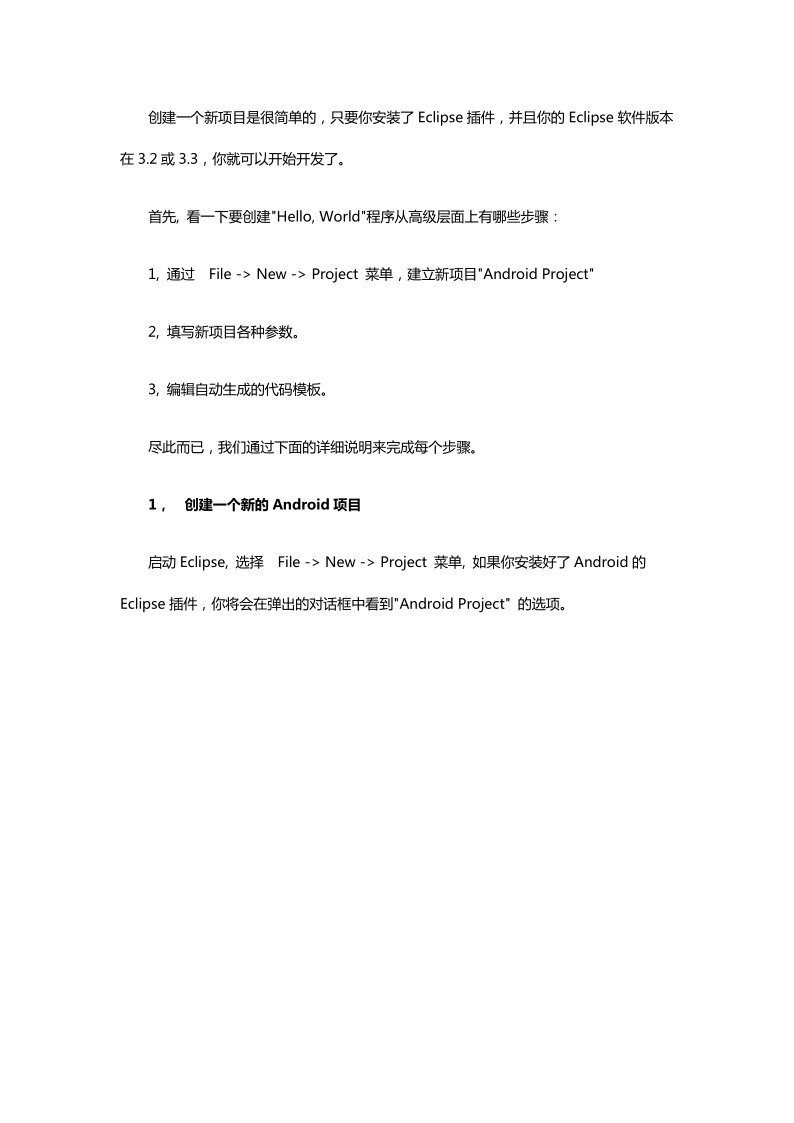 创建一个新项目是很简单的，只要你安装了 Eclipse 插件，并且你的 Eclipse 软件版本
在 3.2 或 3.3，你就可以开始开发了。
首先, 看一下要创建"Hello, World"程序从高级层面上有哪些步骤：
1, 通过 File -> New -> Project 菜单，建立新项目"Android Project"
2, 填写新项目各种参数。
3, 编辑自动生成的代码模板。
尽此而已，我们通过下面的详细说明来完成每个步骤。
1， 创建一个新的 Android 项目
启动 Eclipse, 选择 File -> New -> Project 菜单, 如果你安装好了 Android 的
Eclipse 插件，你将会在弹出的对话框中看到"Android Project" 的选项。